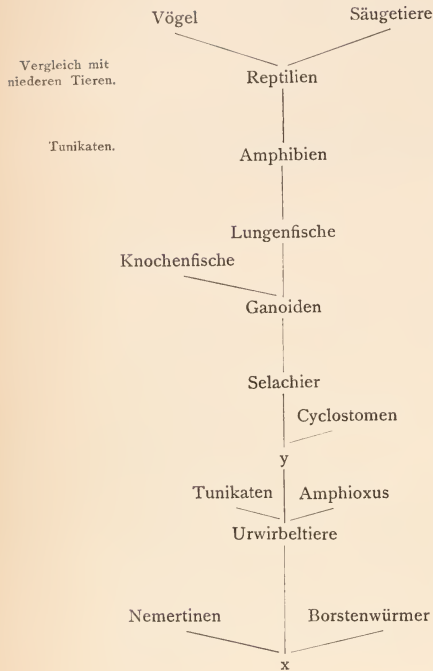 Vögel Säugetiere
Vergleich mit
niederen Tieren.
Reptilien
Tunikaten.
Amphibien
Lungenfische
Knochenfische
Ganoiden
Selachier
Cyclostomen
y
Tunikaten Amphioxus
Urwirbeltiere
Nemertinen Borstenwürmer
x